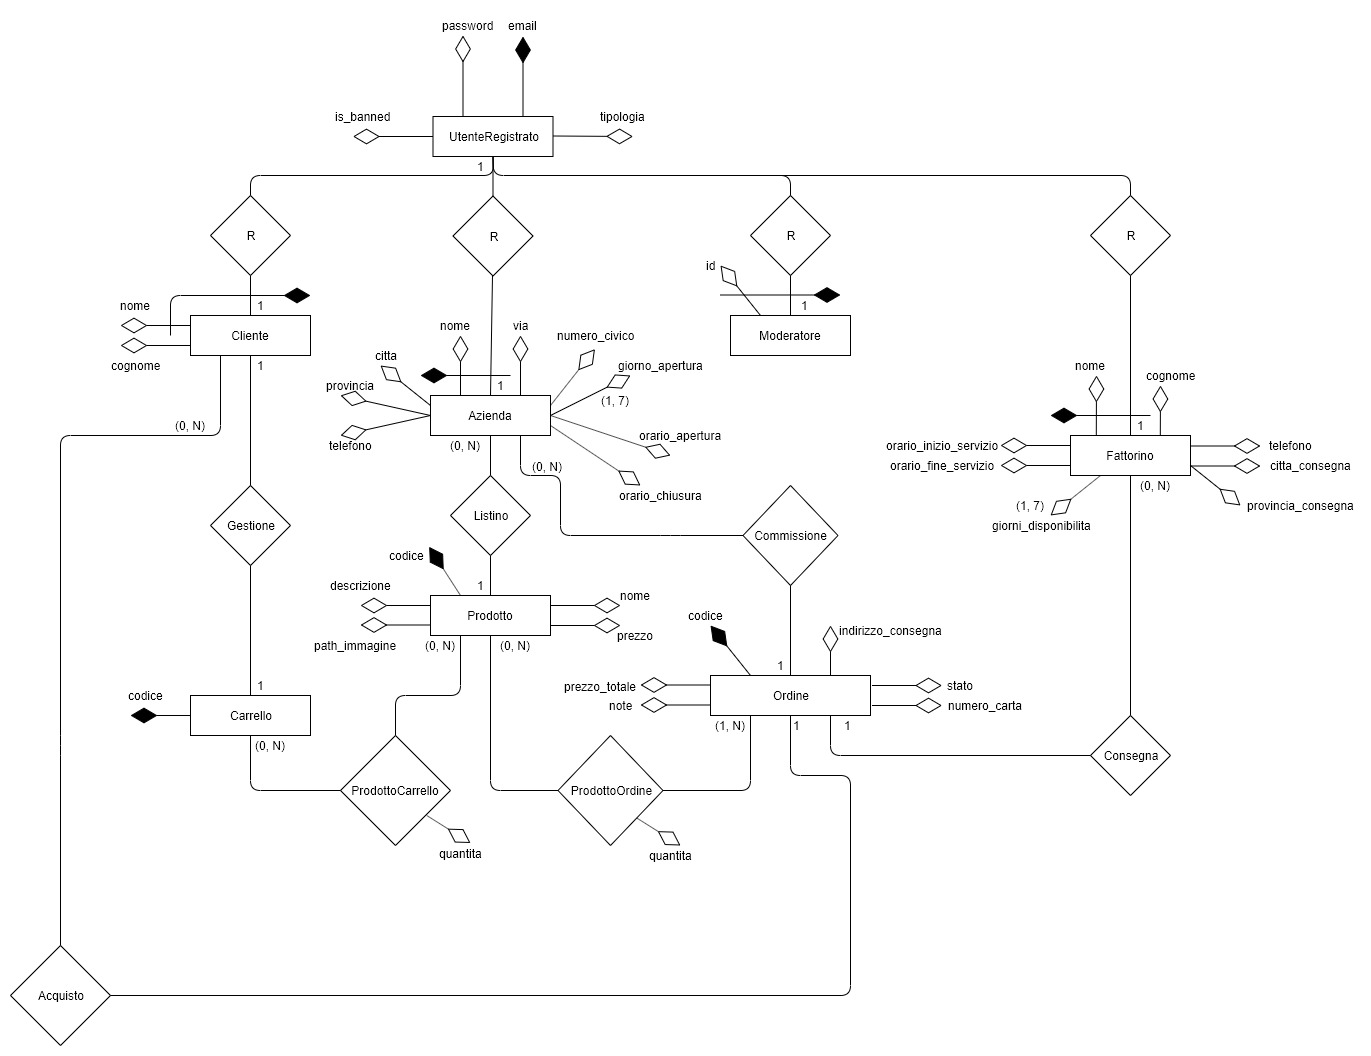 password
email
is_banned
UtenteRegistrato
tipologia
1
R
R
R
R
id
nome
1
1
Cliente
cognome
1
nome
via
numero_civico
Moderatore
citta
giorno_apertura
provincia
1
(1, 7)
telefono
Azienda
(0, N)
(0, N)
orario_apertura
(0, N)
orario_chiusura
nome
cognome
1
orario_inizio_servizio
telefono
orario_fine_servizio
Fattorino
citta_consegna
(0, N)
(1, 7)
provincia_consegna
giorni_disponibilita
Gestione
Listino
Commissione
codice
descrizione
1
nome
Prodotto
path_immagine
(0, N)
(0, N)
prezzo
codice
indirizzo_consegna
1
prezzo_totale
stato
note
Ordine
numero_carta
(1, N)
1
1
1
codice
Carrello
(0, N)
Consegna
ProdottoCarrello
ProdottoOrdine
quantita
quantita
Acquisto